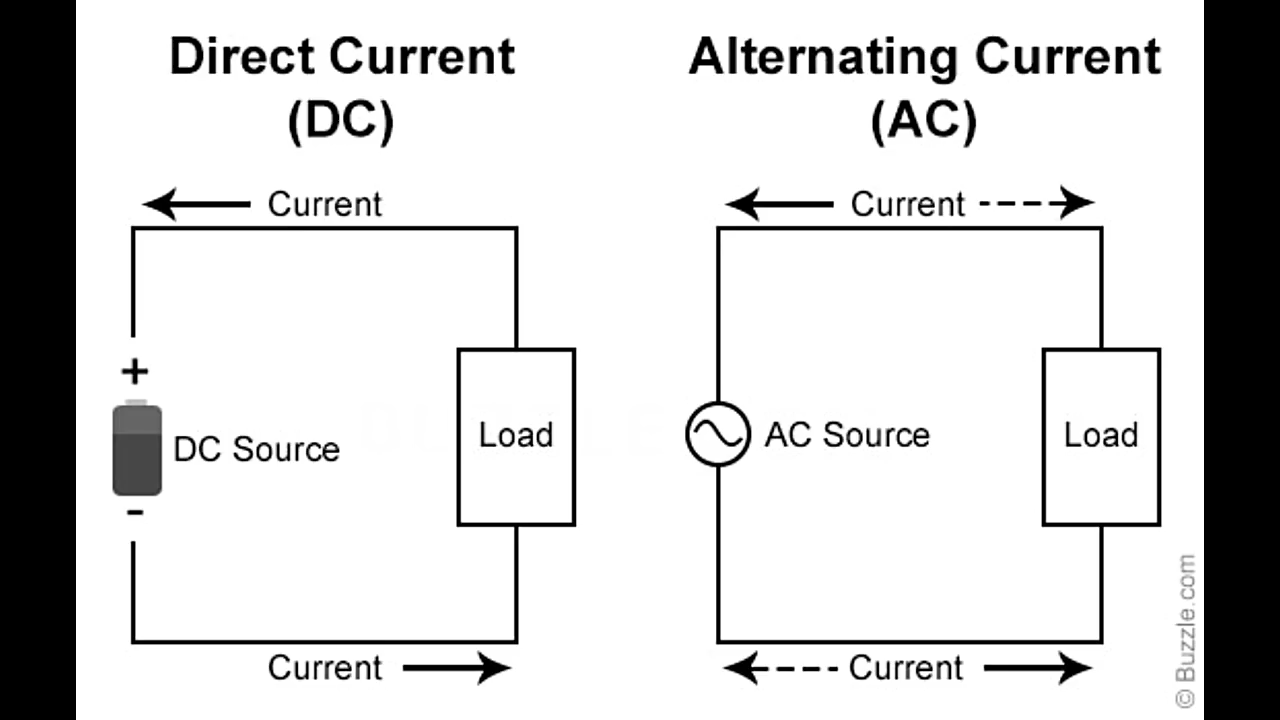 Direct Current
(DC)
Current
+
DC Source
-
Load
Current
Alternating Current
(AC)
Current
AC Source
Load
Current
© Buzzle.com